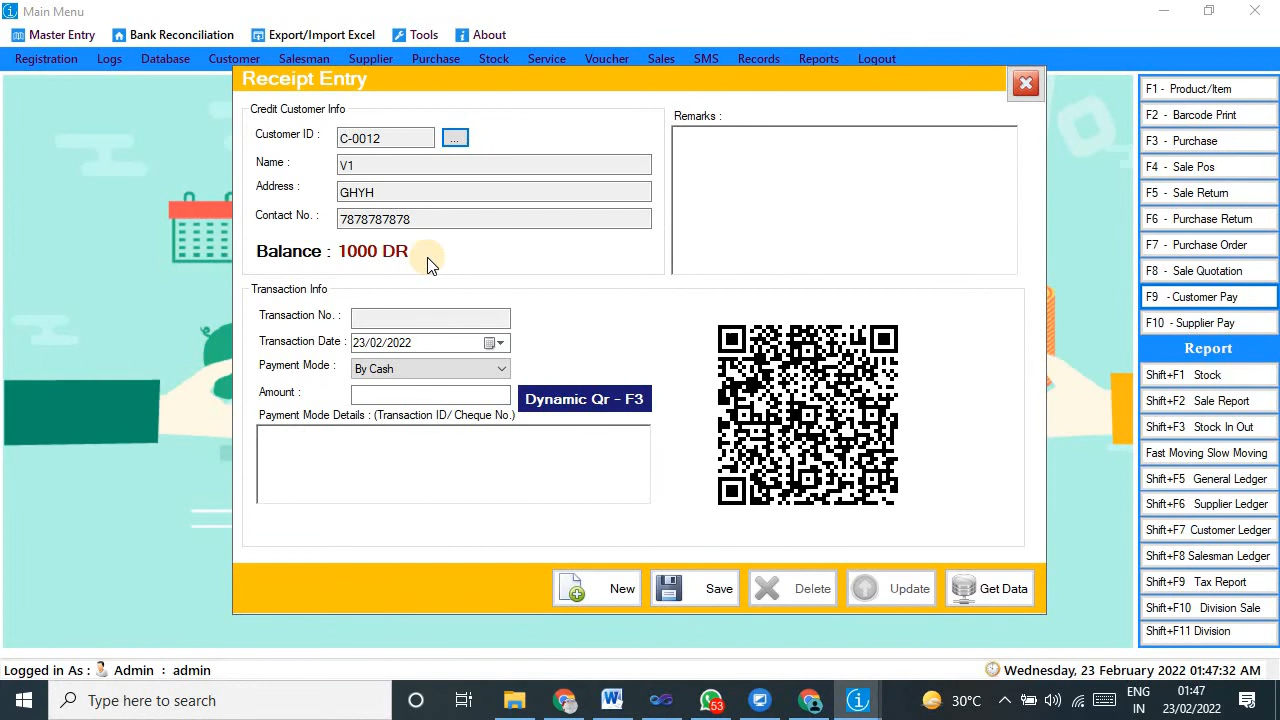 Main Menu
Master Entry Bank Reconciliation Export/Import Excel Tools About
Registration Logs Database Customer Salesman Supplier Purchase Stock Service Voucher Sales SMS Records Reports Logout
Receipt Entry
Credit Customer Info
Customer ID : C-0012 ...
Name : V1
Address : GHYH
Contact No. : 7878787878
Balance : 1000 DR
Remarks :
Transaction Info
Transaction No. :
Transaction Date : 23/02/2022
Payment Mode : By Cash
Amount : Dynamic Qr - F3
Payment Mode Details : (Transaction ID/ Cheque No.)
New Save Delete Update Get Data
F1 - Product/Item
F2 - Barcode Print
F3 - Purchase
F4 - Sale Pos
F5 - Sale Return
F6 - Purchase Return
F7 - Purchase Order
F8 - Sale Quotation
F9 - Customer Pay
F10 - Supplier Pay
Report
Shift+F1 Stock
Shift+F2 Sale Report
Shift+F3 Stock In Out
Fast Moving Slow Moving
Shift+F5 General Ledger
Shift+F6 Supplier Ledger
Shift+F7 Customer Ledger
Shift+F8 Salesman Ledger
Shift+F9 Tax Report
Shift+F10 Division Sale
Shift+F11 Division
Logged in As : Admin : admin Wednesday, 23 February 2022 01:47:32 AM
Type here to search 53 30°C ENG 01:47
IN 23/02/2022